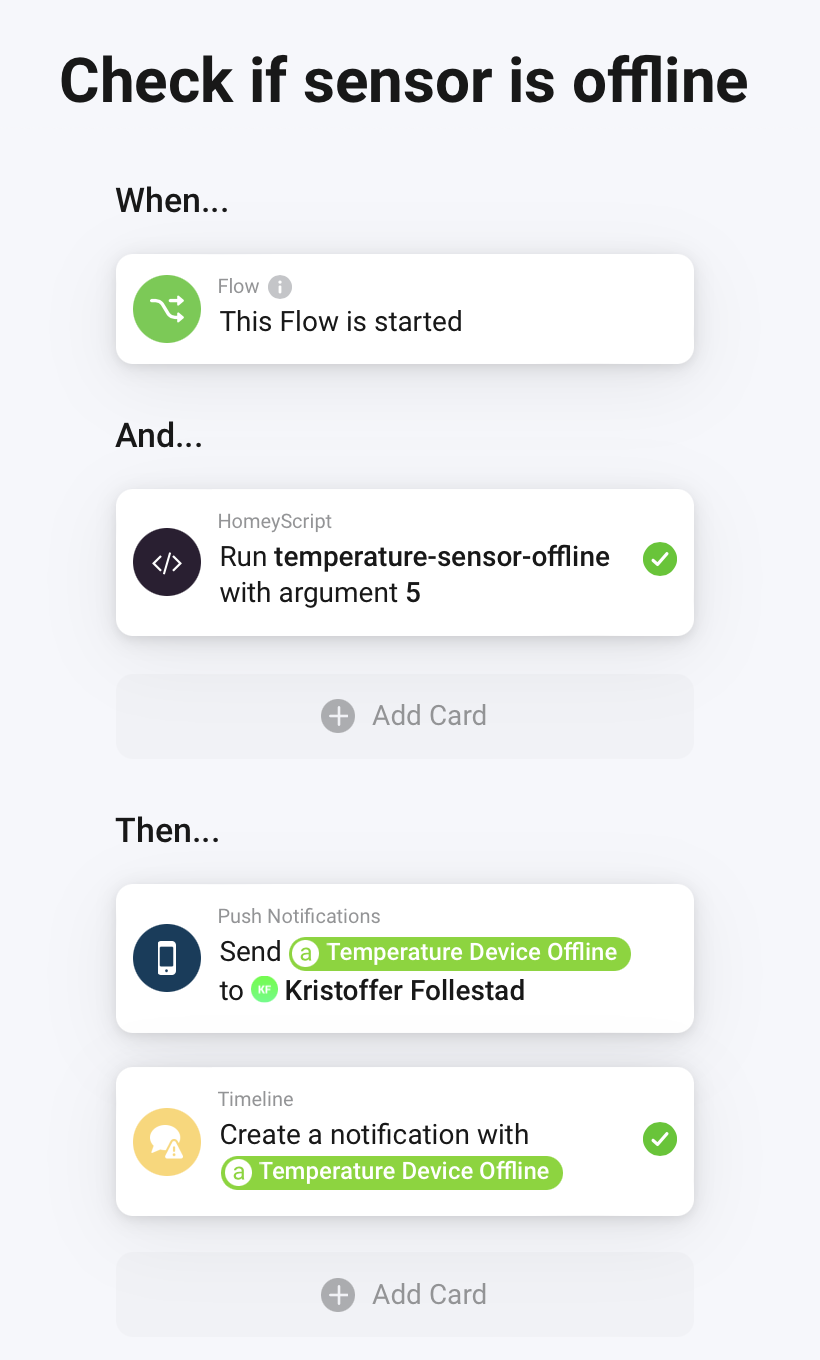 Check if sensor is offline
When...
Flow
This Flow is started
And...
HomeyScript
Run temperature-sensor-offline
with argument 5
Add Card
Then...
Push Notifications
Send a Temperature Device Offline
to KF Kristoffer Follestad
Timeline
Create a notification with
a Temperature Device Offline
Add Card